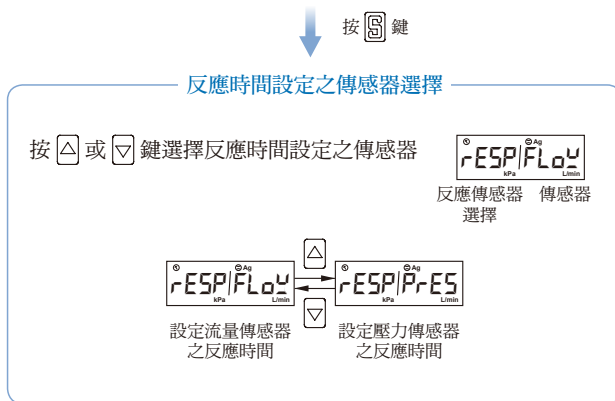 按 S 鍵
反應時間設定之傳感器選擇
按 △ 或 ▽ 鍵選擇反應時間設定之傳感器
Ag
rESP FLoW
kPa L/min
反應傳感器 傳感器
選擇
△
Ag
rESP FLoW
kPa L/min
Ag
rESP PrES
kPa L/min
▽
設定流量傳感器
之反應時間
設定壓力傳感器
之反應時間